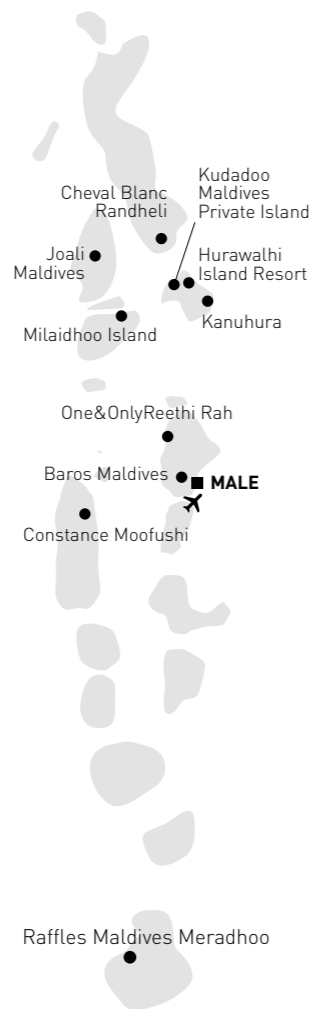 Kudadoo
Maldives
Private Island
Cheval Blanc
Randheli
Joali
Maldives
Hurawalhi
Island Resort
Kanuhura
Milaidhoo Island
One&OnlyReethi Rah
Baros Maldives
MALE
Constance Moofushi
Raffles Maldives Meradhoo